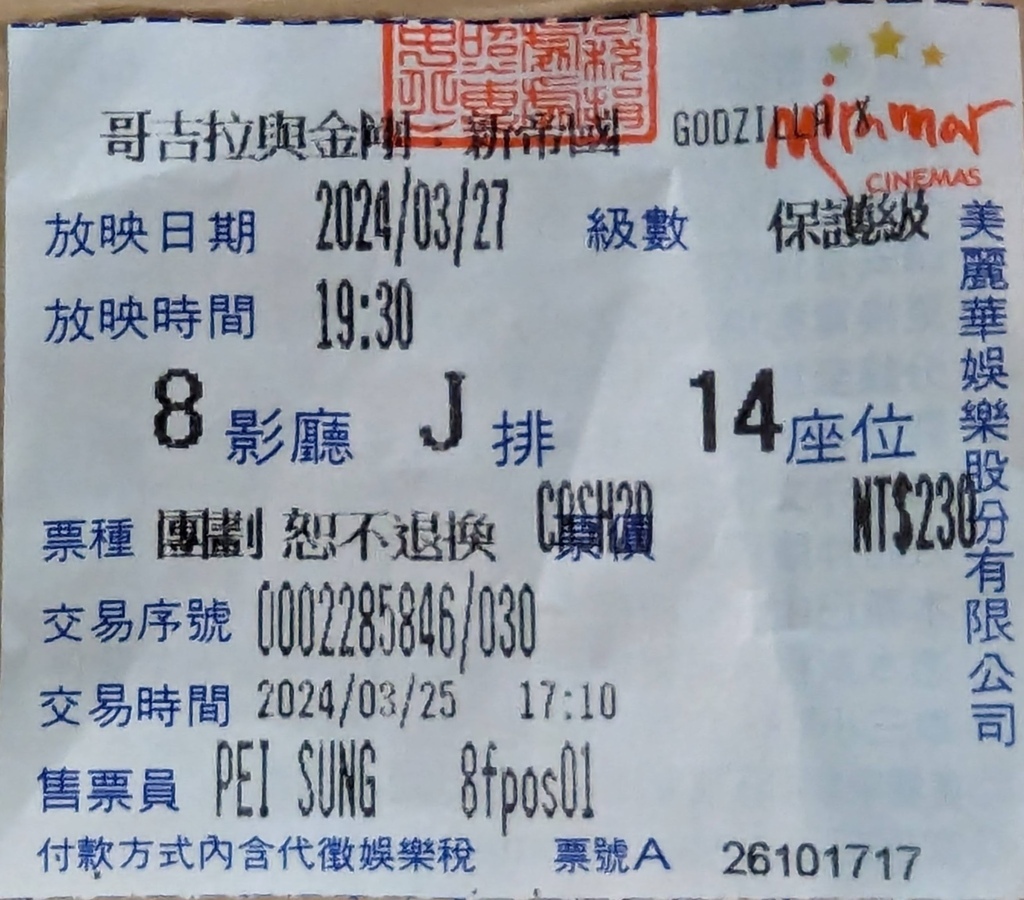 miramar
CINEMAS
哥吉拉與金剛：新帝國 GODZILLA X
放映日期 2024/03/27 級數 保護級
放映時間 19:30
8 影廳 J 排 14 座位
票種 團劃 恕不退換 票價 NT$230
交易序號 0002285846/030
交易時間 2024/03/25 17:10
售票員 PEI SUNG 8fpos01
付款方式內含代徵娛樂稅 票號A 26101717
美麗華娛樂股份有限公司